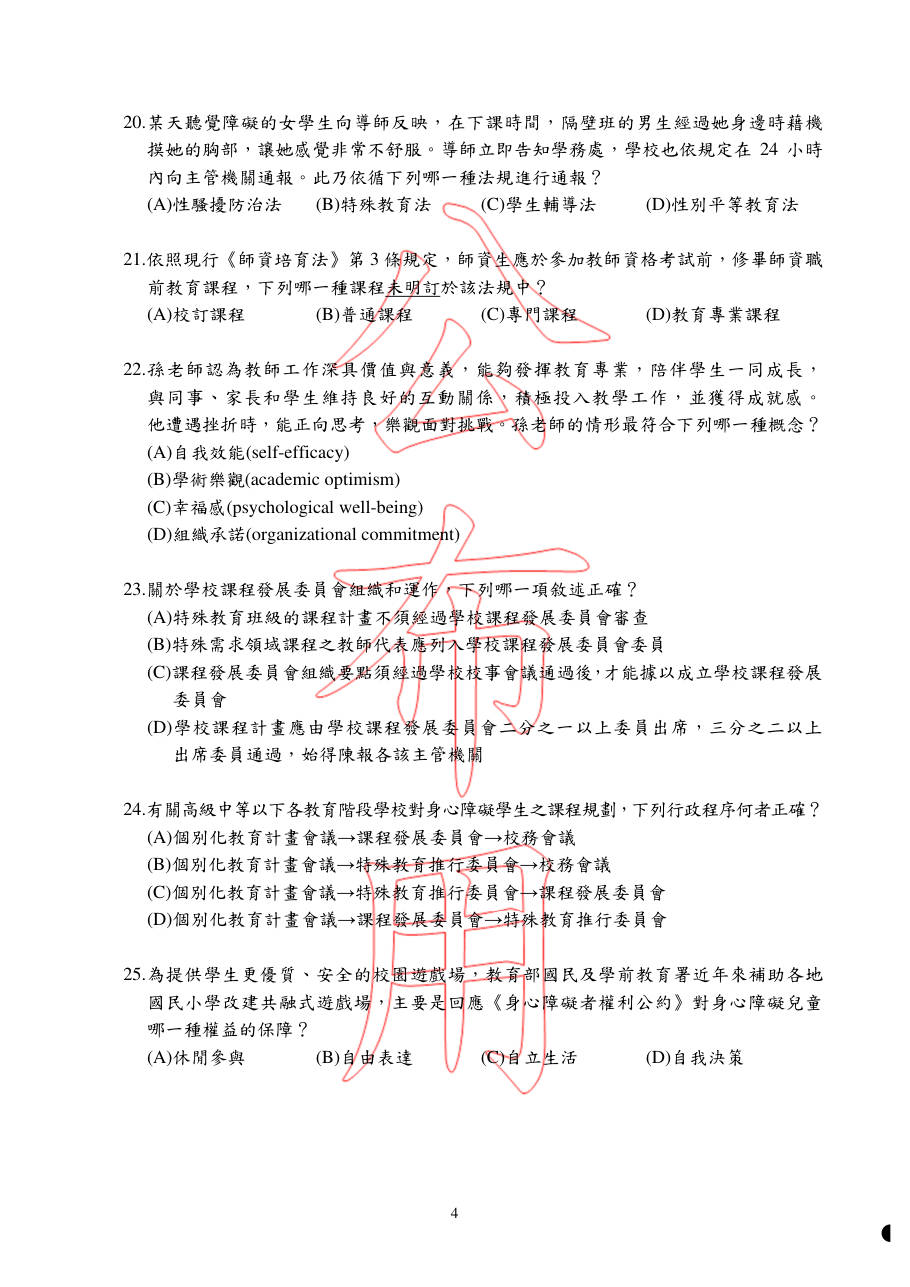 20.某天聽覺障礙的女學生向導師反映，在下課時間，隔壁班的男生經過她身邊時藉機
摸她的胸部，讓她感覺非常不舒服。導師立即告知學務處，學校也依規定在 24 小時
內向主管機關通報。此乃依循下列哪一種法規進行通報？
(A)性騷擾防治法 (B)特殊教育法 (C)學生輔導法 (D)性別平等教育法
21.依照現行《師資培育法》第 3 條規定，師資生應於參加教師資格考試前，修畢師資職
前教育課程，下列哪一種課程未明訂於該法規中？
(A)校訂課程 (B)普通課程 (C)專門課程 (D)教育專業課程
22.孫老師認為教師工作深具價值與意義，能夠發揮教育專業，陪伴學生一同成長，
與同事、家長和學生維持良好的互動關係，積極投入教學工作，並獲得成就感。
他遭遇挫折時，能正向思考，樂觀面對挑戰。孫老師的情形最符合下列哪一種概念？
(A)自我效能(self-efficacy)
(B)學術樂觀(academic optimism)
(C)幸福感(psychological well-being)
(D)組織承諾(organizational commitment)
23.關於學校課程發展委員會組織和運作，下列哪一項敘述正確？
(A)特殊教育班級的課程計畫不須經過學校課程發展委員會審查
(B)特殊需求領域課程之教師代表應列入學校課程發展委員會委員
(C)課程發展委員會組織要點須經過學校校事會議通過後，才能據以成立學校課程發展
委員會
(D)學校課程計畫應由學校課程發展委員會二分之一以上委員出席，三分之二以上
出席委員通過，始得陳報各該主管機關
24.有關高級中等以下各教育階段學校對身心障礙學生之課程規劃，下列行政程序何者正確？
(A)個別化教育計畫會議→課程發展委員會→校務會議
(B)個別化教育計畫會議→特殊教育推行委員會→校務會議
(C)個別化教育計畫會議→特殊教育推行委員會→課程發展委員會
(D)個別化教育計畫會議→課程發展委員會→特殊教育推行委員會
25.為提供學生更優質、安全的校園遊戲場，教育部國民及學前教育署近年來補助各地
國民小學改建共融式遊戲場，主要是回應《身心障礙者權利公約》對身心障礙兒童
哪一種權益的保障？
(A)休閒參與 (B)自由表達 (C)自立生活 (D)自我決策
公布用
4